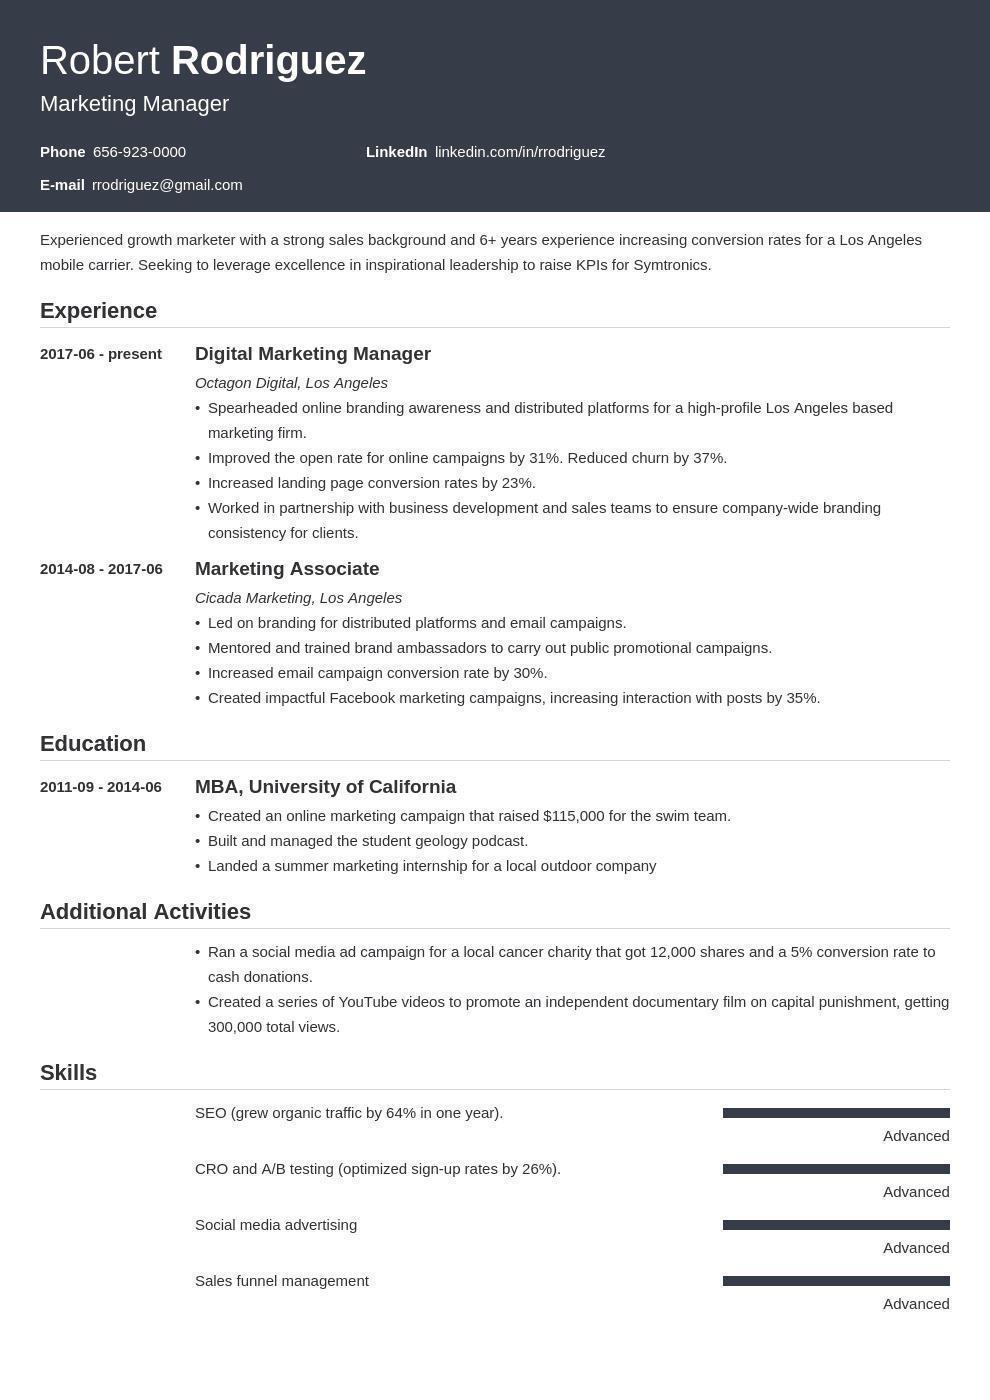 Robert Rodriguez
Marketing Manager
Phone 656-923-0000
LinkedIn linkedin.com/in/rrodriguez
E-mail rrodriguez@gmail.com
Experienced growth marketer with a strong sales background and 6+ years experience increasing conversion rates for a Los Angeles
mobile carrier. Seeking to leverage excellence in inspirational leadership to raise KPIs for Symtronics.
Experience
2017-06 - present
Digital Marketing Manager
Octagon Digital, Los Angeles
• Spearheaded online branding awareness and distributed platforms for a high-profile Los Angeles based
marketing firm.
• Improved the open rate for online campaigns by 31%. Reduced churn by 37%.
• Increased landing page conversion rates by 23%.
• Worked in partnership with business development and sales teams to ensure company-wide branding
consistency for clients.
2014-08 - 2017-06
Marketing Associate
Cicada Marketing, Los Angeles
• Led on branding for distributed platforms and email campaigns.
• Mentored and trained brand ambassadors to carry out public promotional campaigns.
• Increased email campaign conversion rate by 30%.
• Created impactful Facebook marketing campaigns, increasing interaction with posts by 35%.
Education
2011-09 - 2014-06
MBA, University of California
• Created an online marketing campaign that raised $115,000 for the swim team.
• Built and managed the student geology podcast.
• Landed a summer marketing internship for a local outdoor company
Additional Activities
• Ran a social media ad campaign for a local cancer charity that got 12,000 shares and a 5% conversion rate to
cash donations.
• Created a series of YouTube videos to promote an independent documentary film on capital punishment, getting
300,000 total views.
Skills
SEO (grew organic traffic by 64% in one year).
Advanced
CRO and A/B testing (optimized sign-up rates by 26%).
Advanced
Social media advertising
Advanced
Sales funnel management
Advanced